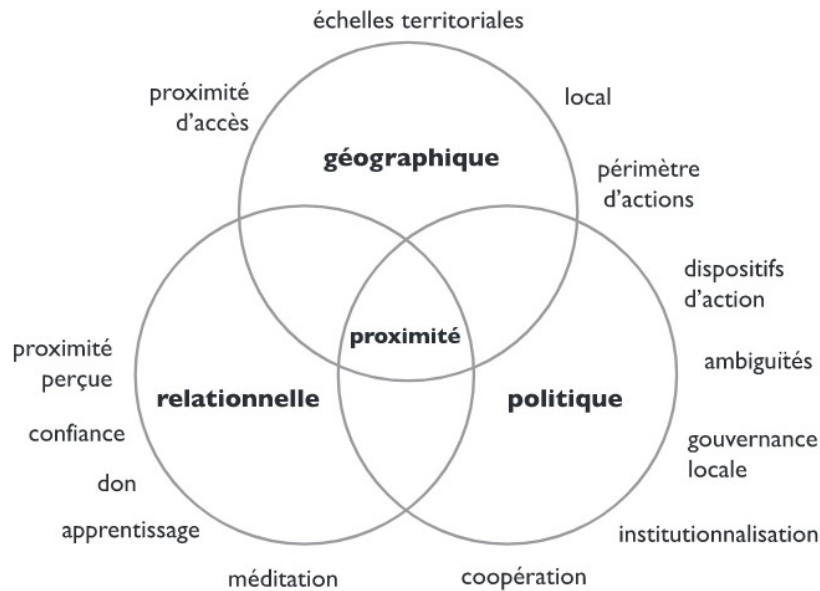 échelles territoriales
proximité
d'accès
local
géographique
périmètre
d'actions
dispositifs
d'action
proximité
proximité
perçue
ambiguïtés
relationnelle
politique
confiance
gouvernance
locale
don
apprentissage
institutionnalisation
méditation
coopération